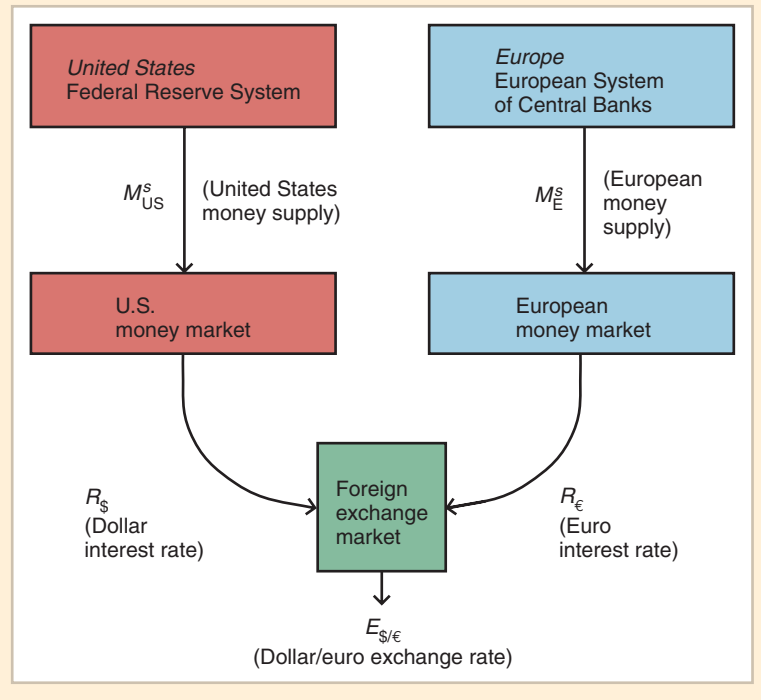 United States
Federal Reserve System
Europe
European System
of Central Banks
M^s_US
(United States
money supply)
M^s_E
(European
money
supply)
U.S.
money market
European
money market
R_$
(Dollar
interest rate)
Foreign
exchange
market
R_€
(Euro
interest rate)
E_$/€
(Dollar/euro exchange rate)